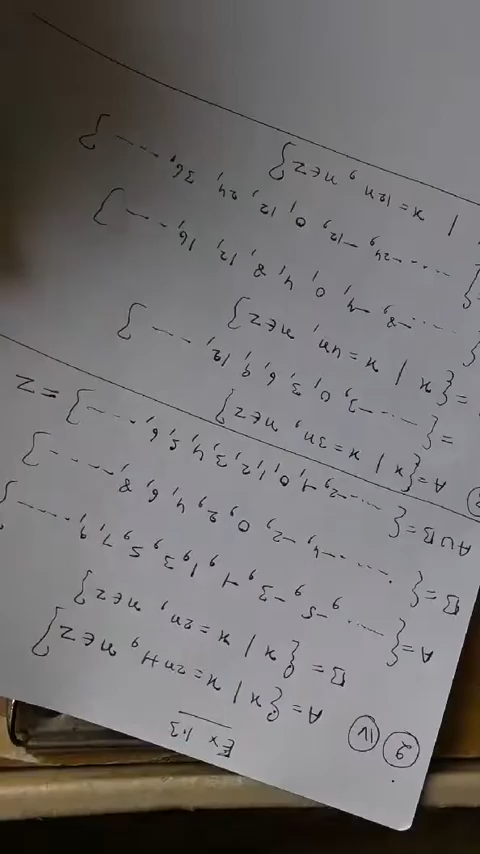 Ex 1.3
② ⓘⓥ A = {x | x = 2n+1, n ∈ Z}
B = {x | x = 2n, n ∈ Z}
A = {....., -5, -3, -1, 1, 3, 5, 7, 9, -----}
B = {....., -4, -2, 0, 2, 4, 6, 8, -----}
A∪B = {..... -2, -1, 0, 1, 2, 3, 4, 5, 6, -----} = Z
A = {x | x = 3n, n ∈ Z}
= {---- -3, 0, 3, 6, 9, 12, ----}
= {x | x = 4n, n ∈ Z}
{.... -8, -4, 0, 4, 8, 12, 16, ----}
| x = 12n, n ∈ Z}
{.... -24, -12, 0, 12, 24, 36, ----}